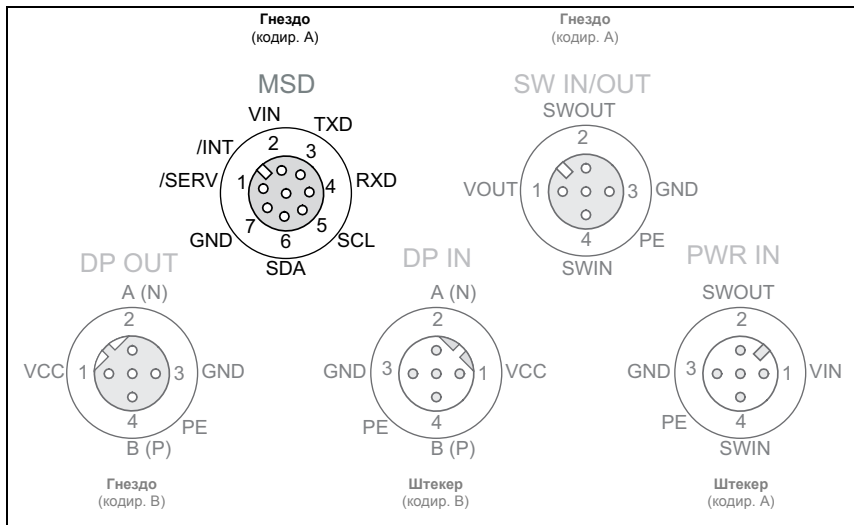 Гнездо
(кодир. А)
MSD
VIN
TXD
/INT
2
3
/SERV
1
4
RXD
7
5
GND
6
SCL
SDA
Гнездо
(кодир. А)
SW IN/OUT
SWOUT
2
VOUT
1
3
GND
4
PE
SWIN
DP OUT
A (N)
2
VCC
1
3
GND
4
PE
B (P)
Гнездо
(кодир. В)
DP IN
A (N)
2
GND
3
1
VCC
PE
4
B (P)
Штекер
(кодир. В)
PWR IN
SWOUT
2
GND
3
1
VIN
PE
4
SWIN
Штекер
(кодир. А)